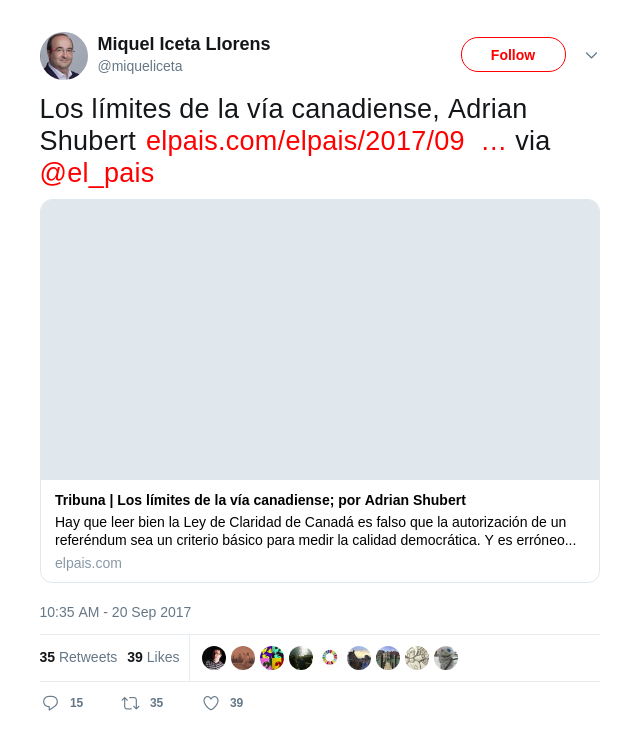 Miquel Iceta Llorens
@miqueliceta
Follow
Los límites de la vía canadiense, Adrian
Shubert elpais.com/elpais/2017/09 … via
@el_pais
Tribuna | Los límites de la vía canadiense; por Adrian Shubert
Hay que leer bien la Ley de Claridad de Canadá es falso que la autorización de un
referéndum sea un criterio básico para medir la calidad democrática. Y es erróneo...
elpais.com
10:35 AM - 20 Sep 2017
35 Retweets 39 Likes
15 35 39